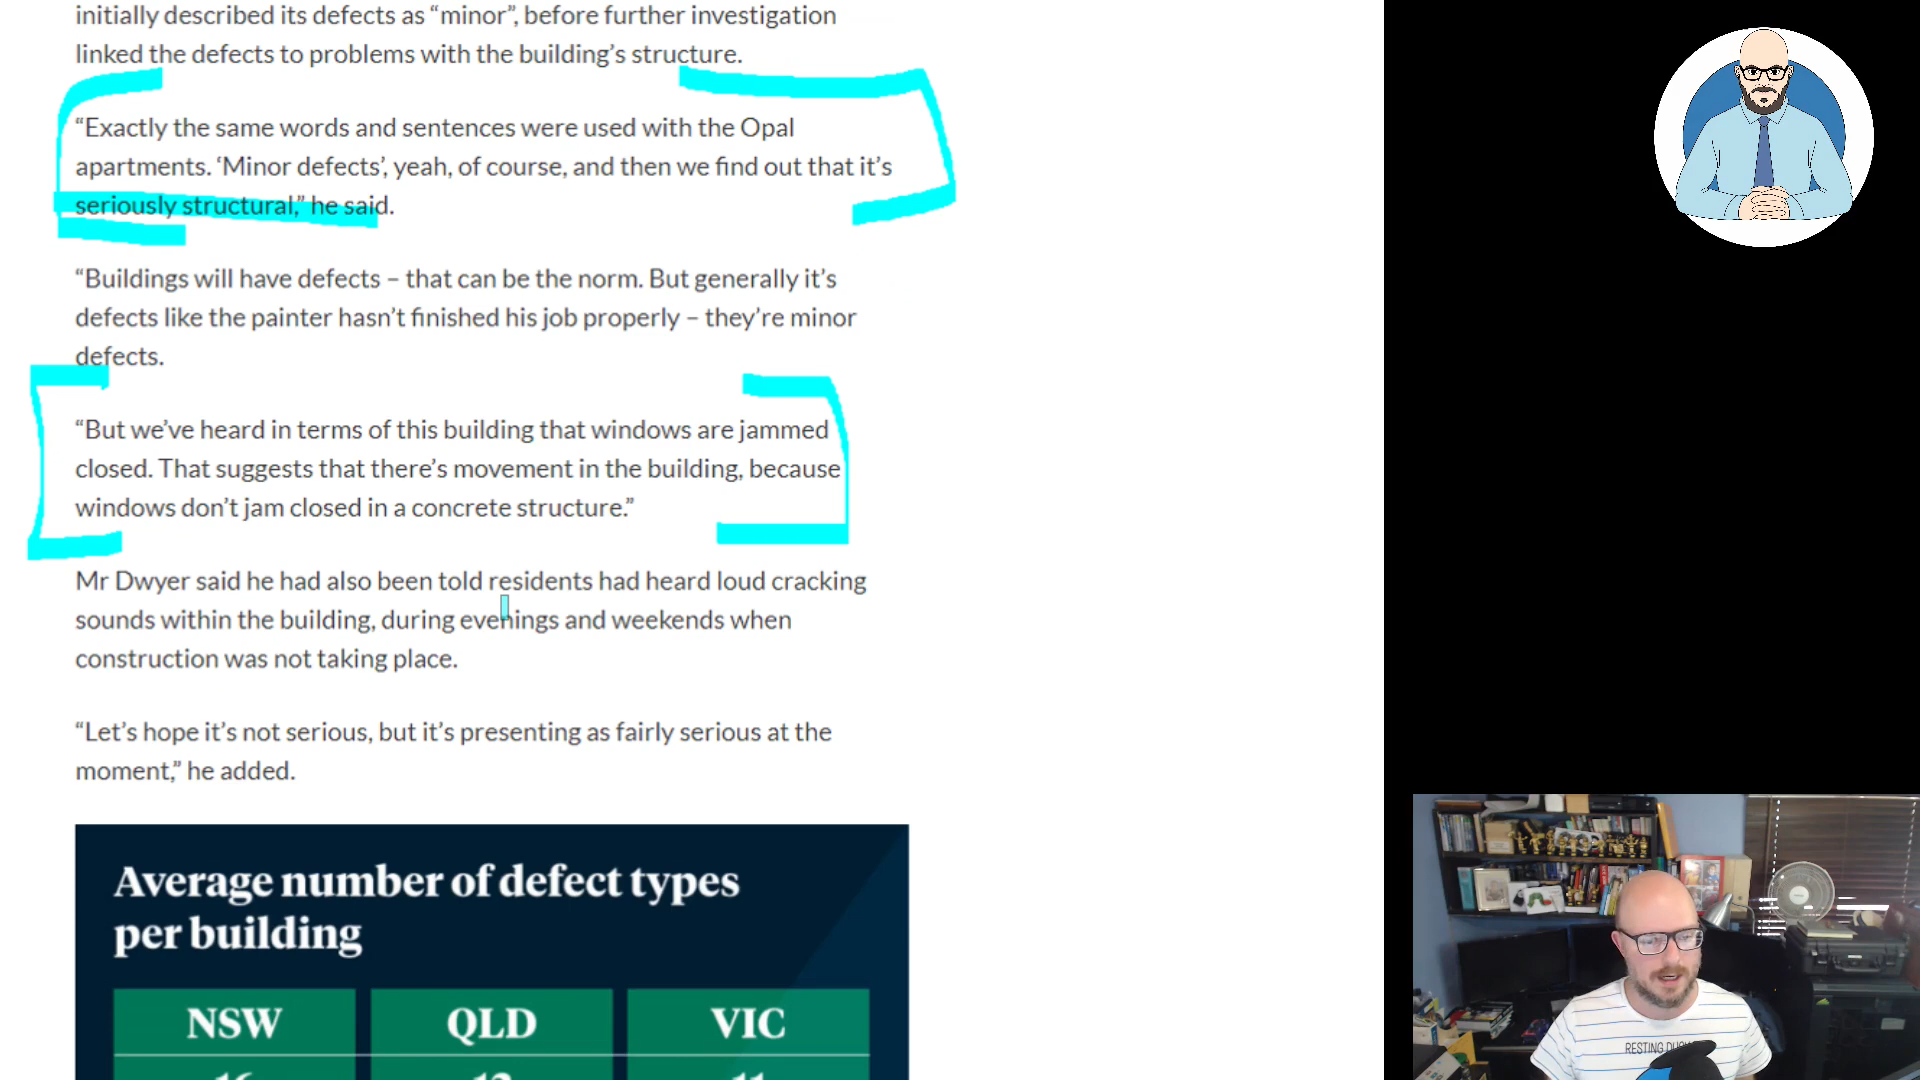 initially described its defects as “minor”, before further investigation
linked the defects to problems with the building’s structure.
“Exactly the same words and sentences were used with the Opal
apartments. ‘Minor defects’, yeah, of course, and then we find out that it’s
seriously structural,” he said.
“Buildings will have defects – that can be the norm. But generally it’s
defects like the painter hasn’t finished his job properly – they’re minor
defects.
“But we’ve heard in terms of this building that windows are jammed
closed. That suggests that there’s movement in the building, because
windows don’t jam closed in a concrete structure.”
Mr Dwyer said he had also been told residents had heard loud cracking
sounds within the building, during evenings and weekends when
construction was not taking place.
“Let’s hope it’s not serious, but it’s presenting as fairly serious at the
moment,” he added.
Average number of defect types
per building
NSW QLD VIC
RESTING